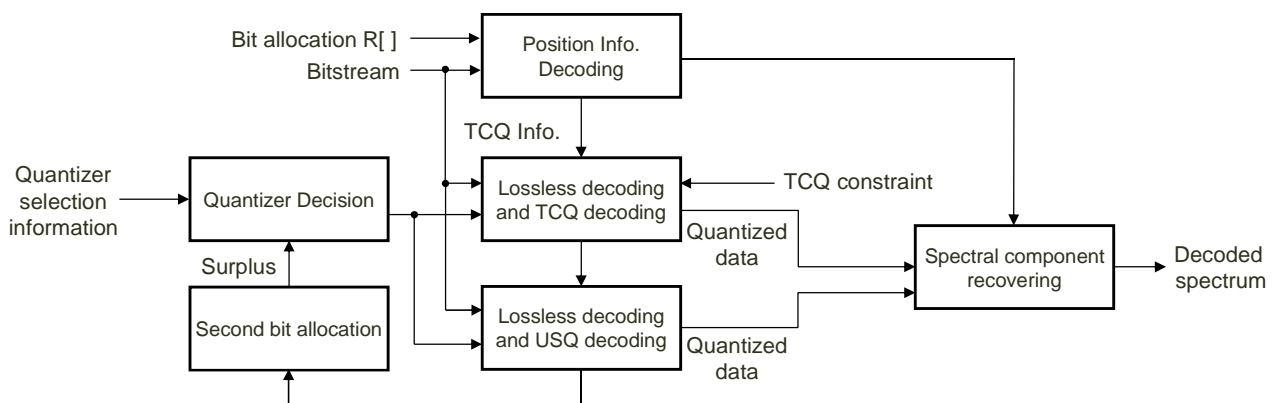 Bit allocation R[ ]
Bitstream
Position Info.
Decoding
TCQ Info.
Quantizer
selection
information
Quantizer Decision
Lossless decoding
and TCQ decoding
TCQ constraint
Quantized
data
Surplus
Spectral component
recovering
Decoded
spectrum
Second bit allocation
Lossless decoding
and USQ decoding
Quantized
data